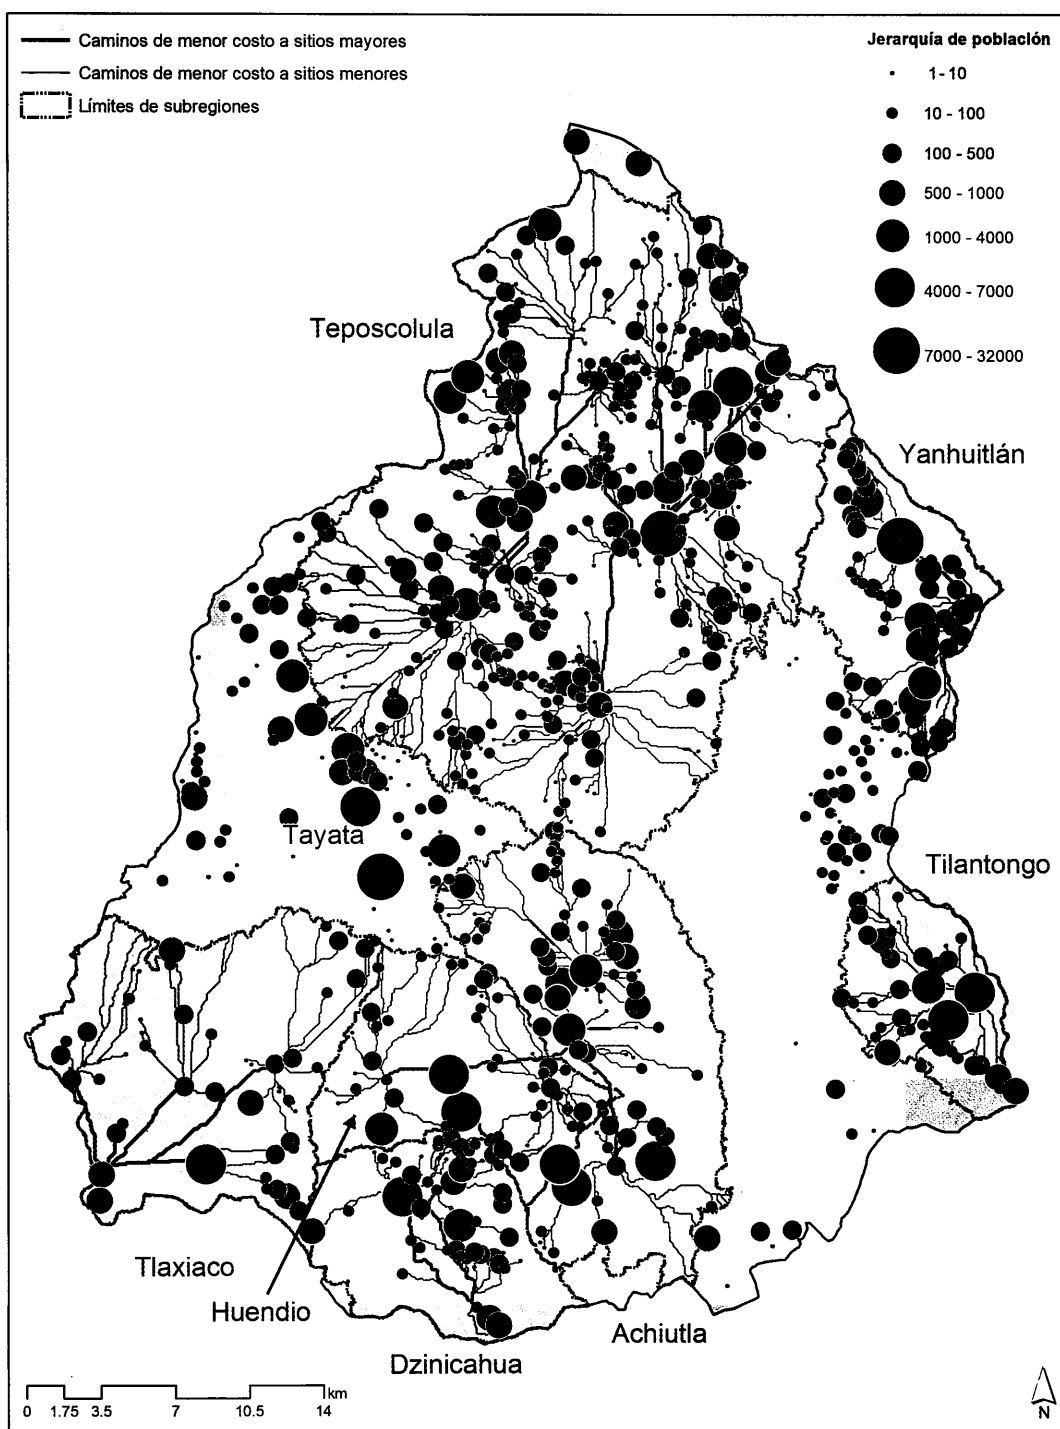 Caminos de menor costo a sitios mayores
Caminos de menor costo a sitios menores
Límites de subregiones
Jerarquía de población
1 - 10
10 - 100
100 - 500
500 - 1000
1000 - 4000
4000 - 7000
7000 - 32000
Teposcolula
Yanhuitlán
Tayata
Tilantongo
Tlaxiaco
Huendio
Achiutla
Dzinicahua
km
0 1.75 3.5 7 10.5 14
N